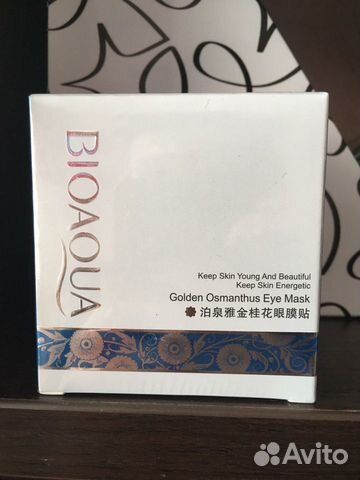 BIOAQUA
Keep Skin Young And Beautiful
Keep Skin Energetic
Golden Osmanthus Eye Mask
泊泉雅金桂花眼膜贴
Avito